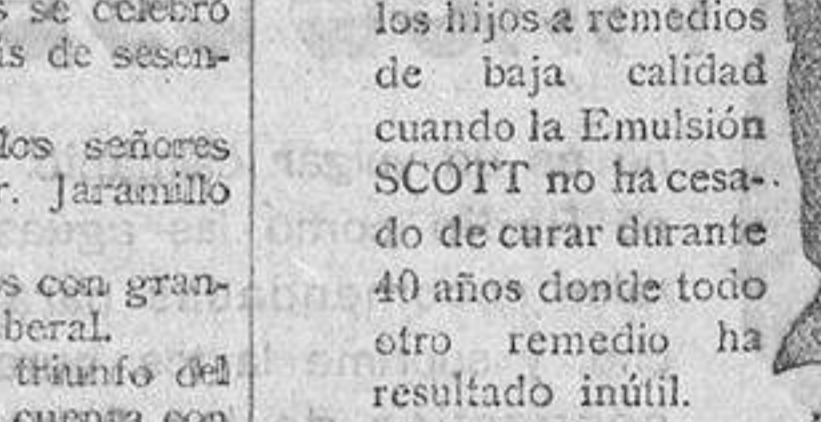 se celebró
de sesen-
los señores
r. Jaramillo
s con gran-
beral.
triunfo del
cuenta con
los hijos a remedios
de baja calidad
cuando la Emulsión
SCOTT no ha cesa-
do de curar durante
40 años donde todo
otro remedio ha
resultado inútil.